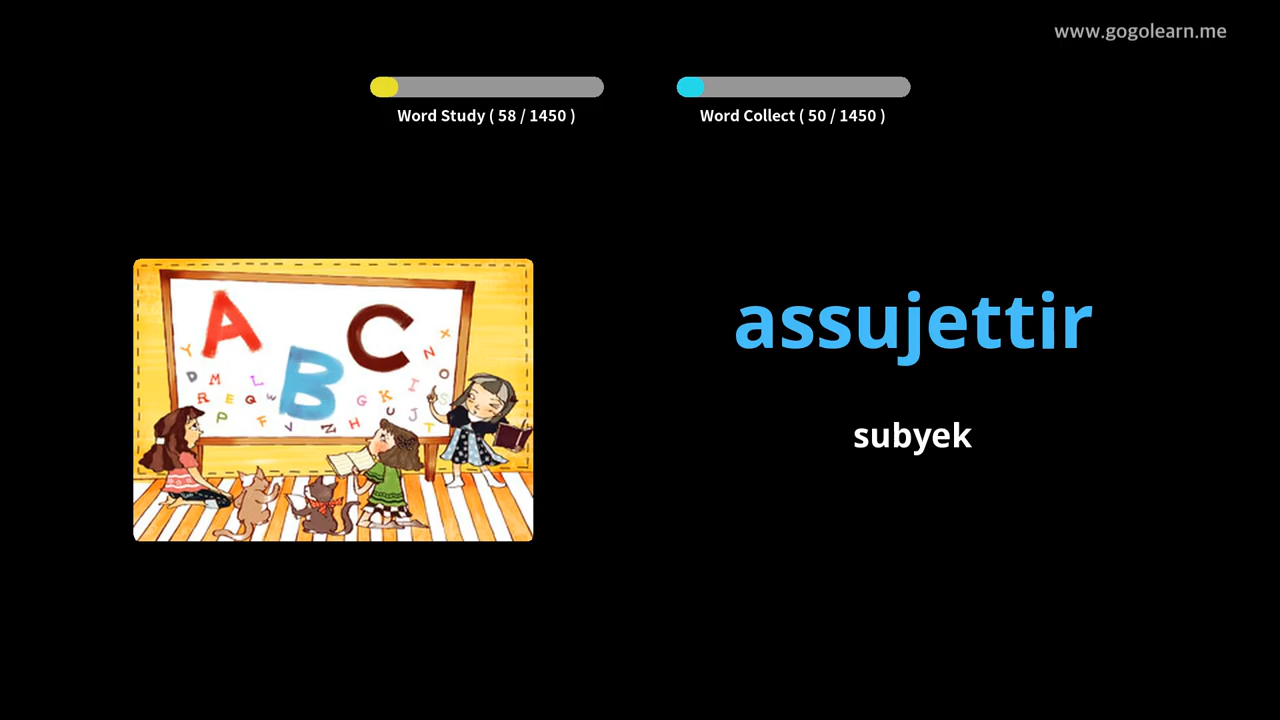 www.gogolearn.me
Word Study ( 58 / 1450 )
Word Collect ( 50 / 1450 )
A
C
B
X
Y
N
D M L O
R E Q W G K I S
P F V Z H U J T
assujettir
subyek